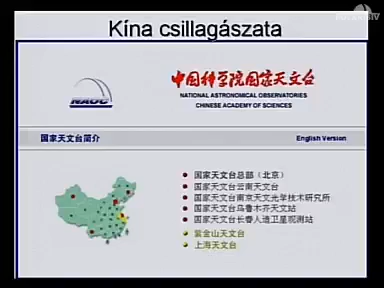 Kína csillagászata
NAOC
中国科学院国家天文台
NATIONAL ASTRONOMICAL OBSERVATORIES
CHINESE ACADEMY OF SCIENCES
国家天文台简介
English Version
国家天文台总部（北京）
国家天文台云南天文台
国家天文台南京天文光学技术研究所
国家天文台乌鲁木齐天文站
国家天文台长春人造卫星观测站
紫金山天文台
上海天文台